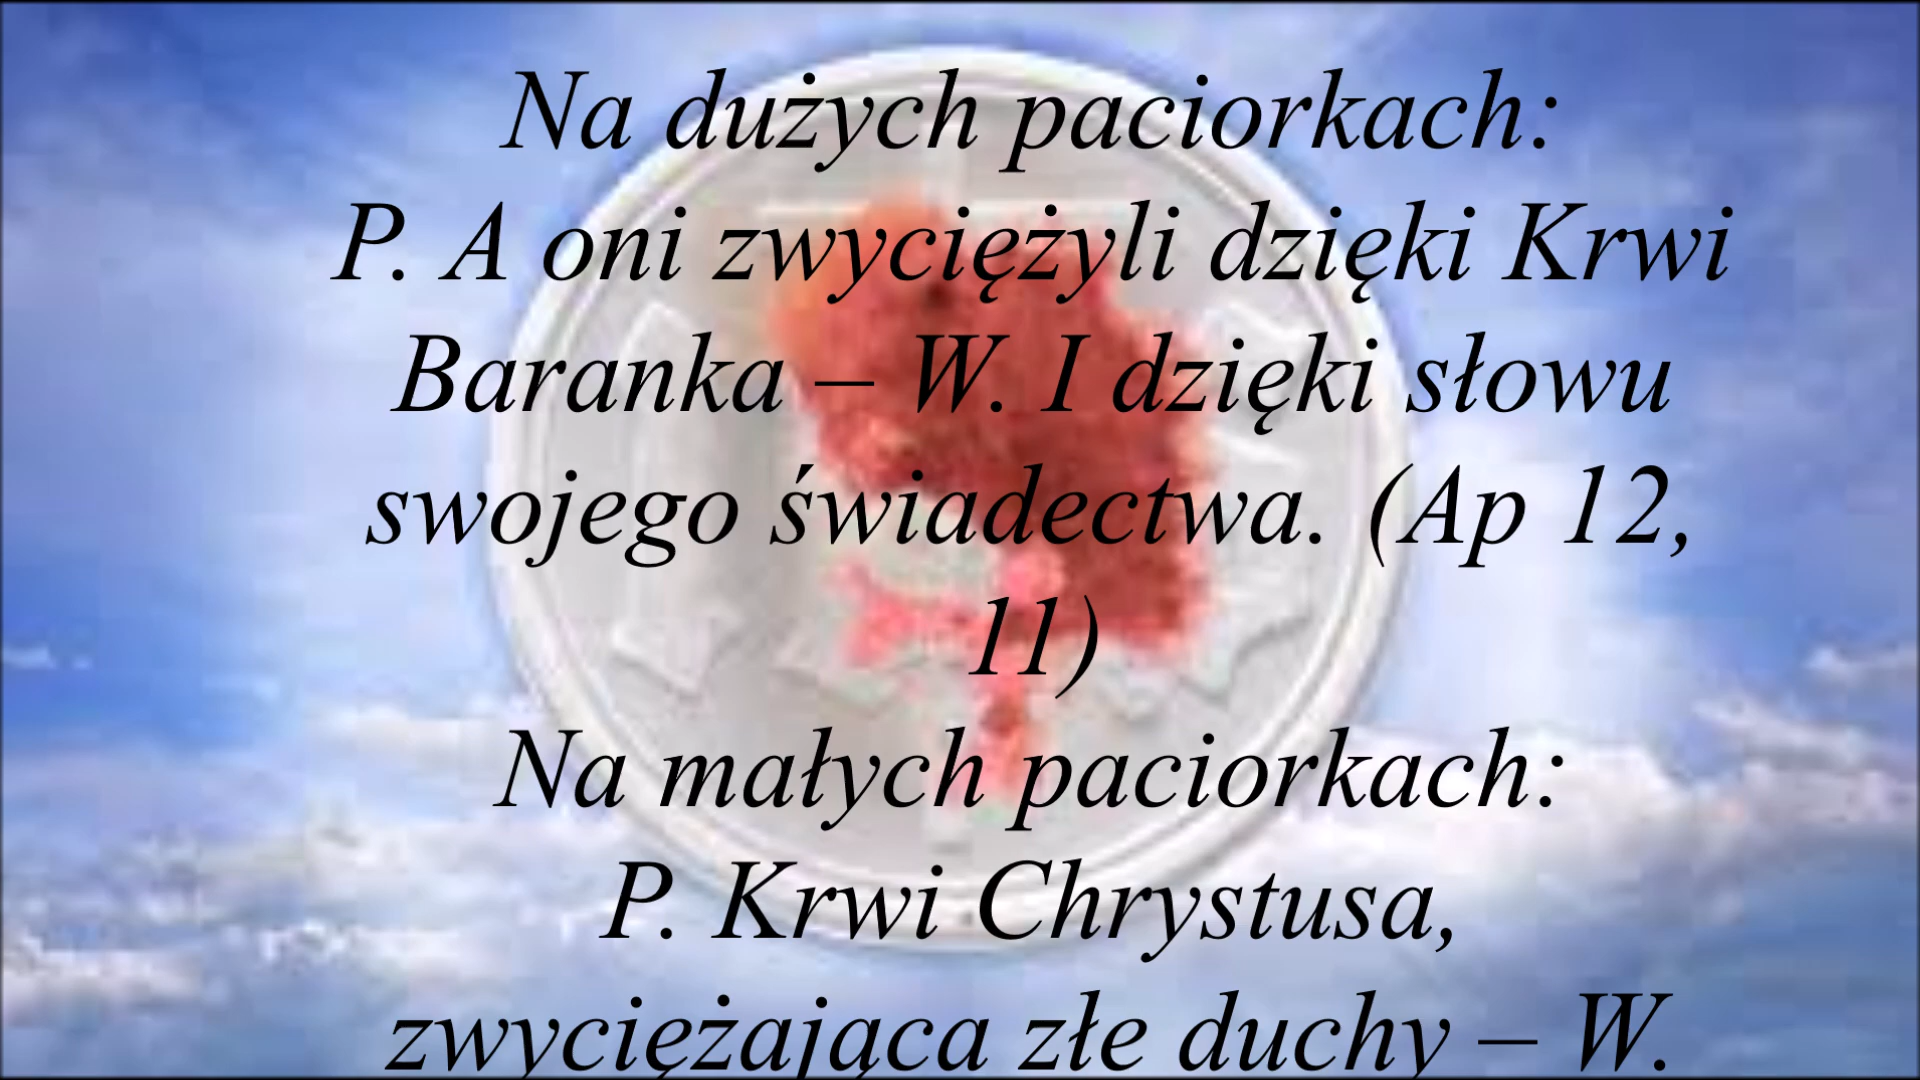 Na dużych paciorkach:
P. A oni zwyciężyli dzięki Krwi
Baranka – W. I dzięki słowu
swojego świadectwa. (Ap 12,
11)
Na małych paciorkach:
P. Krwi Chrystusa,
zwyciężająca złe duchy – W.